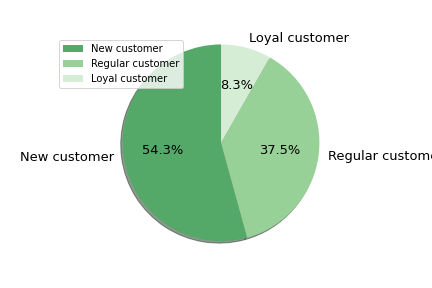 New customer
Regular customer
Loyal customer
Loyal customer
8.3%
54.3%
37.5%
New customer
Regular custome